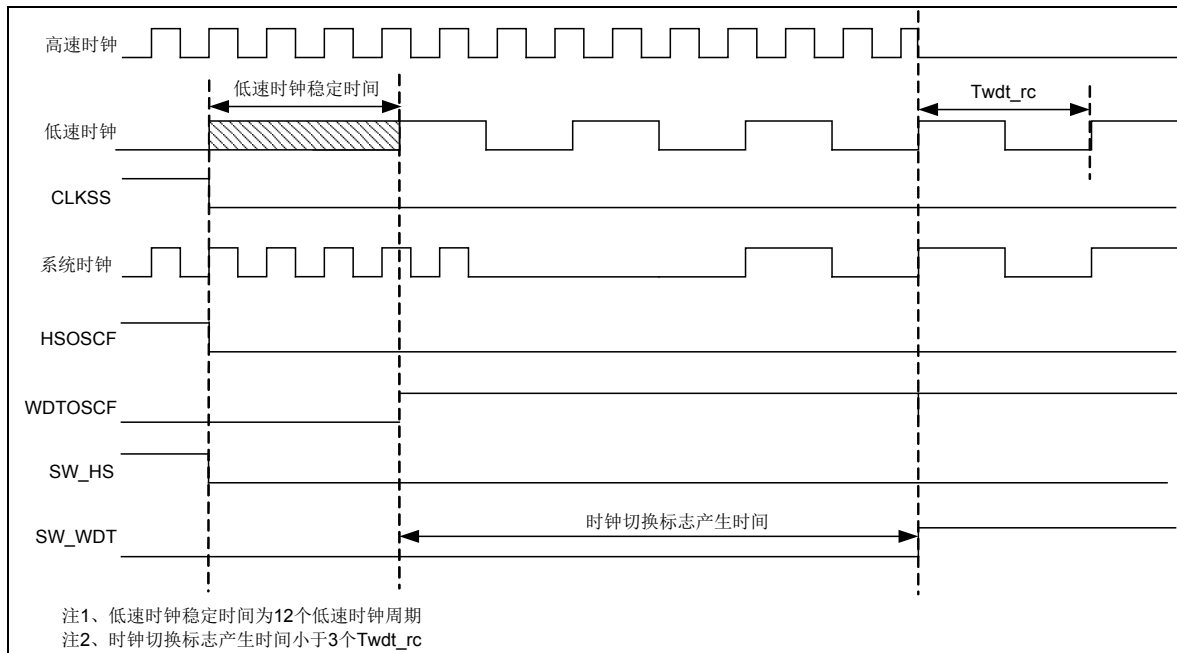 高速时钟
低速时钟稳定时间
Twdt_rc
低速时钟
CLKSS
系统时钟
HSOSCF
WDTOSCF
SW_HS
时钟切换标志产生时间
SW_WDT
注1、低速时钟稳定时间为12个低速时钟周期
注2、时钟切换标志产生时间小于3个Twdt_rc